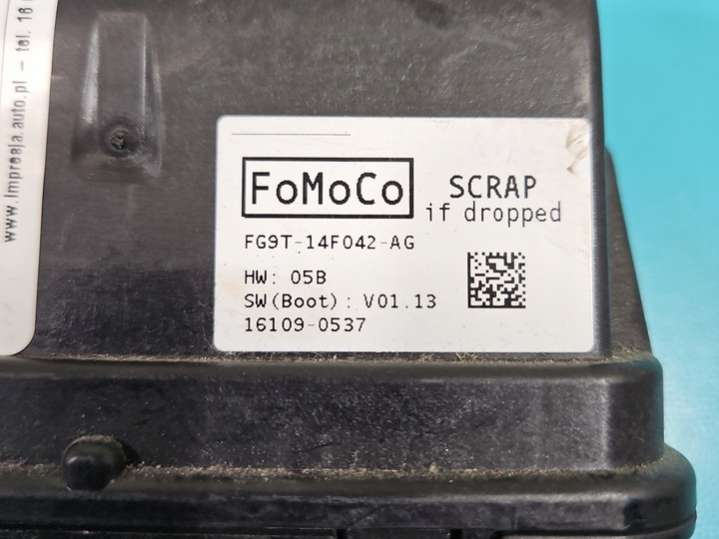 www.impresja.auto.pl – tel. 16
FoMoCo
SCRAP
if dropped
FG9T-14F042-AG
HW: 05B
SW(Boot): V01.13
16109-0537